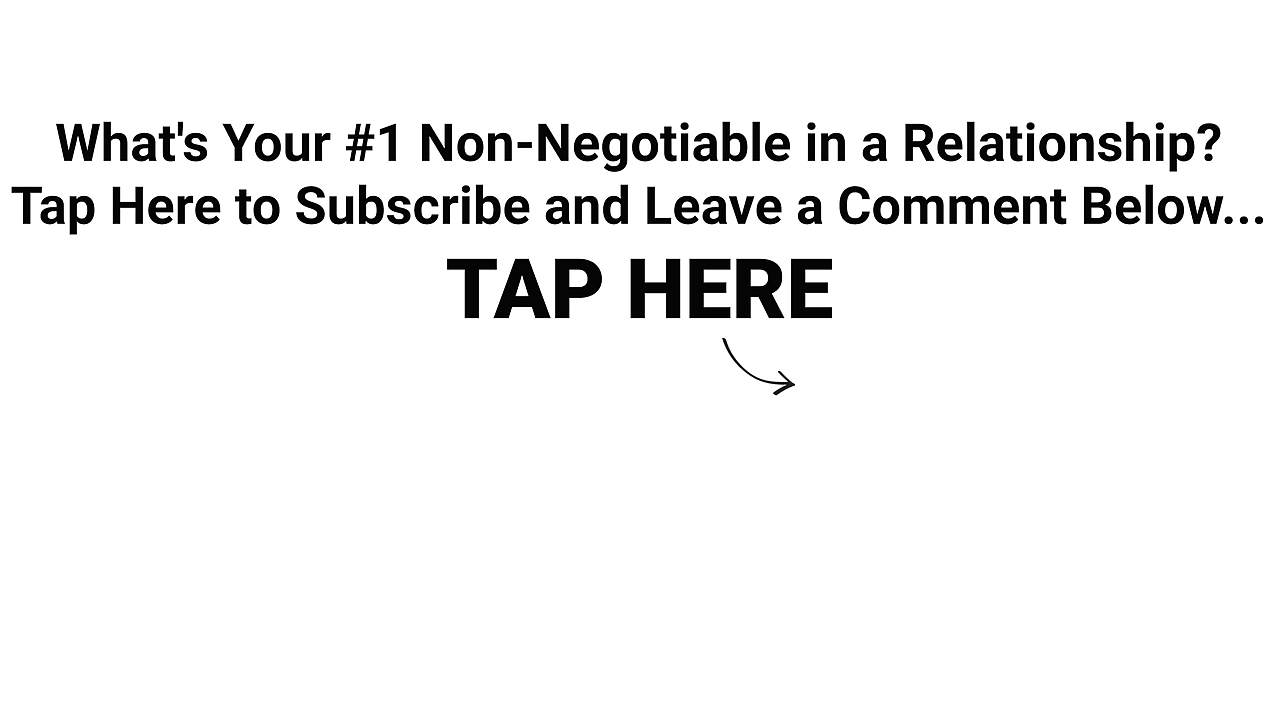 What's Your #1 Non-Negotiable in a Relationship?
Tap Here to Subscribe and Leave a Comment Below...
TAP HERE